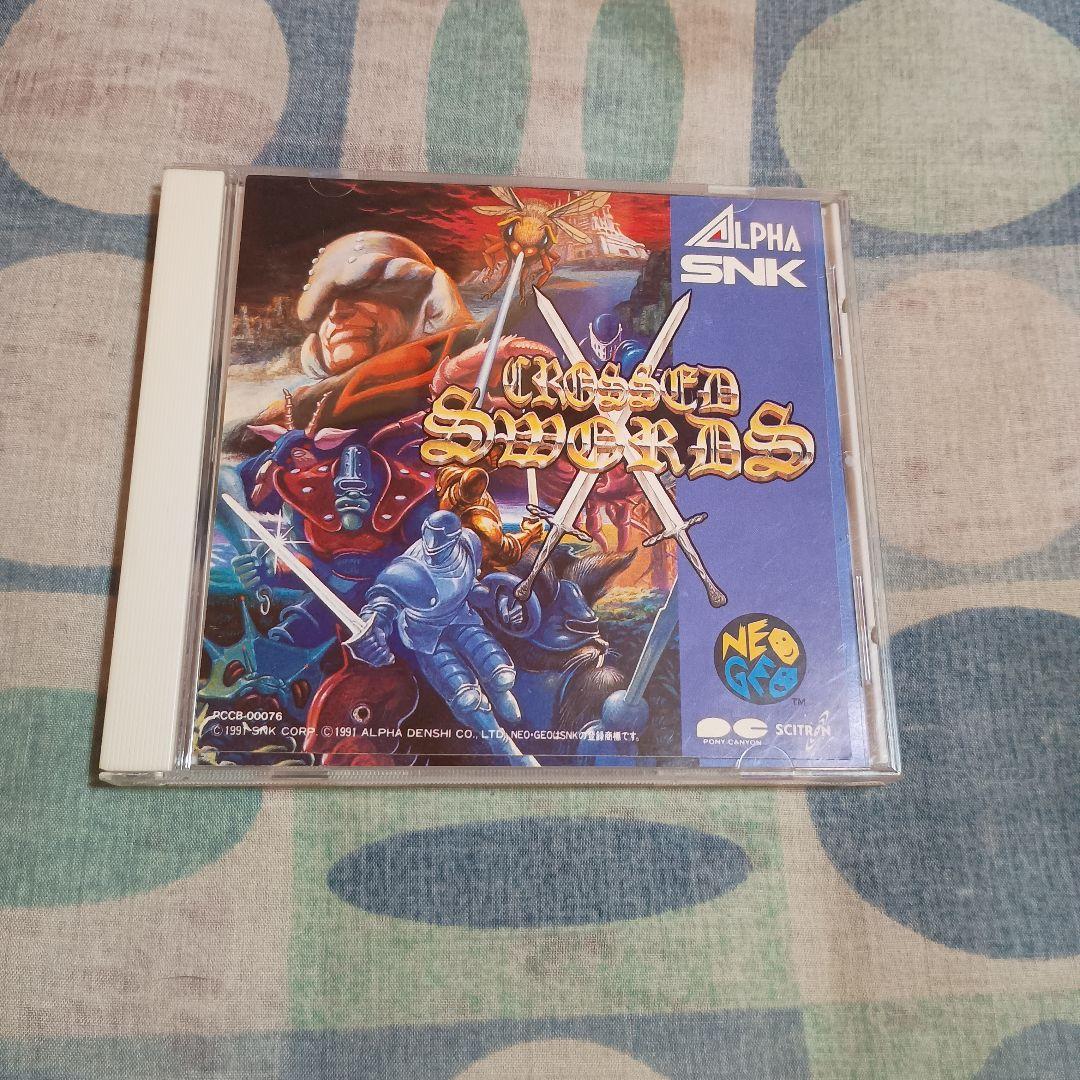 ALPHA
SNK
CROSSED
SWORDS
NEO
GEO
TM
PCCB-00076
© 1991 SNK CORP. © 1991 ALPHA DENSHI CO., LTD, NEO•GEOはSNKの登録商標です。
PONY CANYON
SCITRON